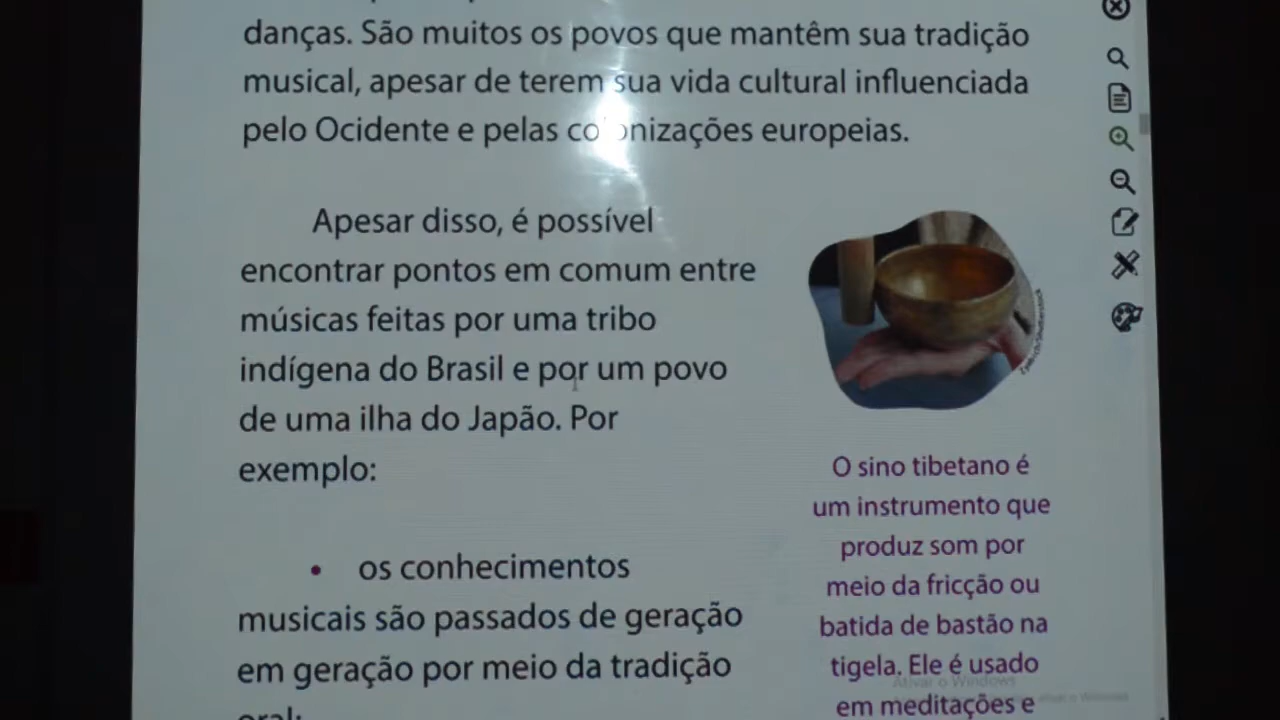 danças. São muitos os povos que mantêm sua tradição
musical, apesar de terem sua vida cultural influenciada
pelo Ocidente e pelas colonizações europeias.
Apesar disso, é possível
encontrar pontos em comum entre
músicas feitas por uma tribo
indígena do Brasil e por um povo
de uma ilha do Japão. Por
exemplo:
• os conhecimentos
musicais são passados de geração
em geração por meio da tradição
oral;
O sino tibetano é
um instrumento que
produz som por
meio da fricção ou
batida de bastão na
tigela. Ele é usado
em meditações e
Ativar o Windows